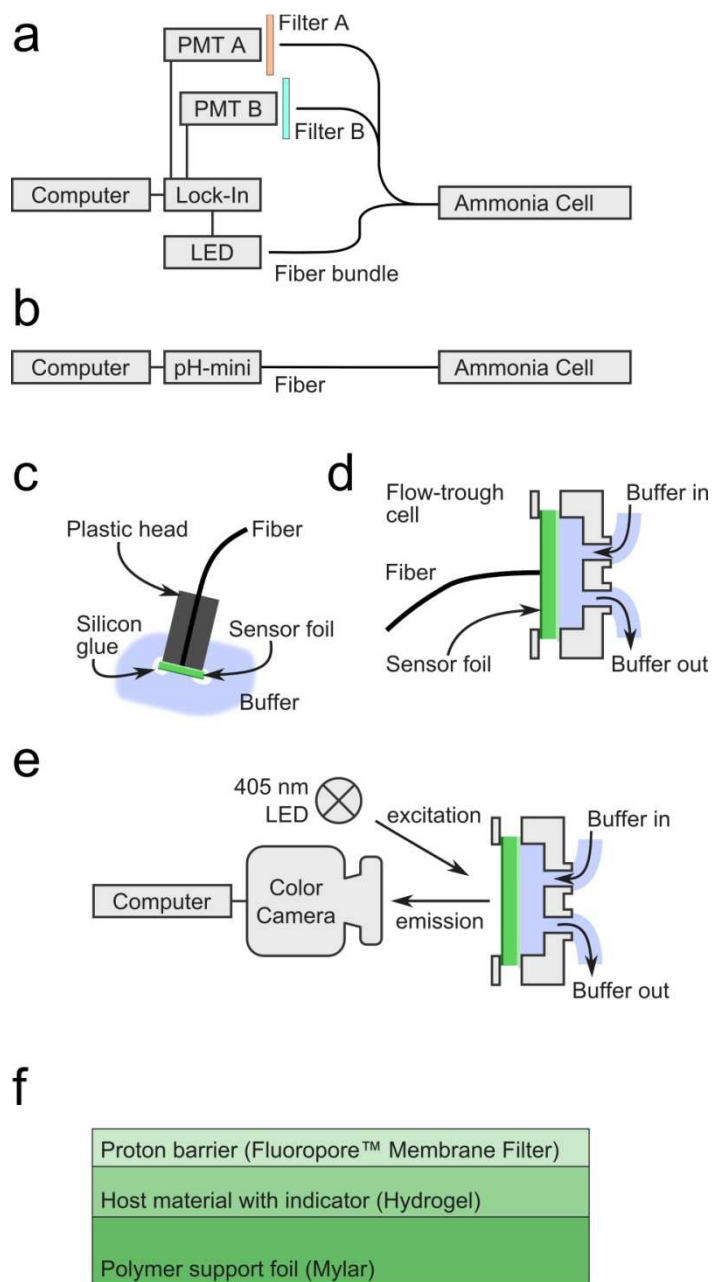 a
Filter A
PMT A
PMT B
Filter B
Computer
Lock-In
Ammonia Cell
LED
Fiber bundle
b
Computer
pH-mini
Fiber
Ammonia Cell
c
Plastic head
Fiber
Silicon
glue
Sensor foil
Buffer
d
Flow-trough
cell
Buffer in
Fiber
Sensor foil
Buffer out
e
405 nm
LED
excitation
Buffer in
Color
Camera
Computer
emission
Buffer out
f
Proton barrier (Fluoropore™ Membrane Filter)
Host material with indicator (Hydrogel)
Polymer support foil (Mylar)